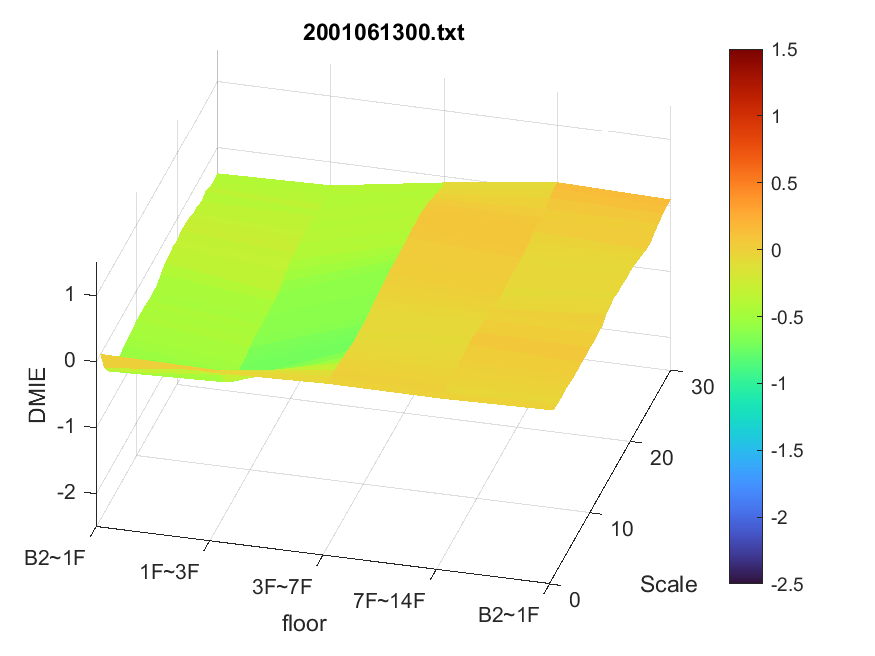 2001061300.txt
1.5
1
0.5
0
-0.5
-1
-1.5
-2
-2.5
1
0
-1
-2
DMIE
B2~1F
1F~3F
3F~7F
7F~14F
B2~1F
floor
0
10
20
30
Scale